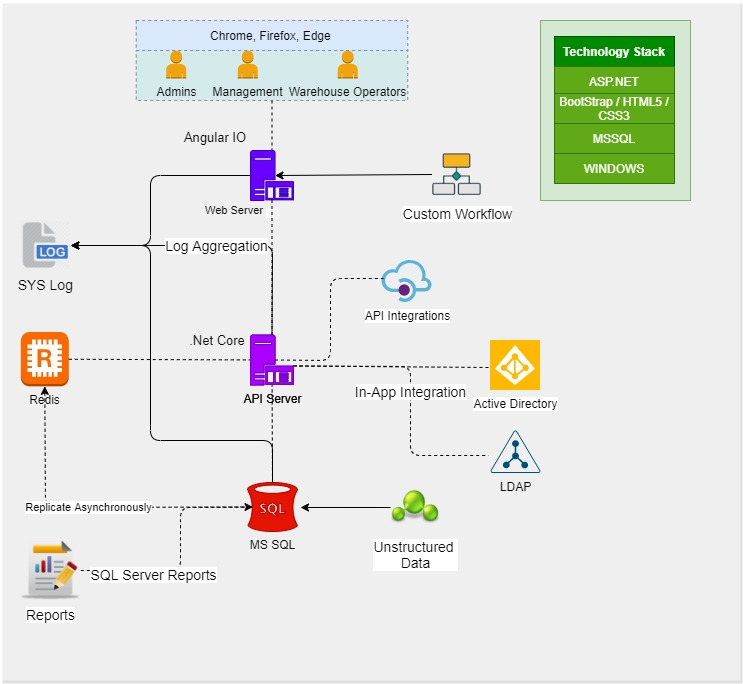 Chrome, Firefox, Edge
Admins
Management
Warehouse Operators
Technology Stack
ASP.NET
BootStrap / HTML5 /
CSS3
MSSQL
WINDOWS
Angular IO
Web Server
Custom Workflow
Log Aggregation
LOG
SYS Log
API Integrations
.Net Core
API Server
R
Redis
In-App Integration
Active Directory
LDAP
Replicate Asynchronously
SQL
MS SQL
Unstructured
Data
SQL Server Reports
Reports